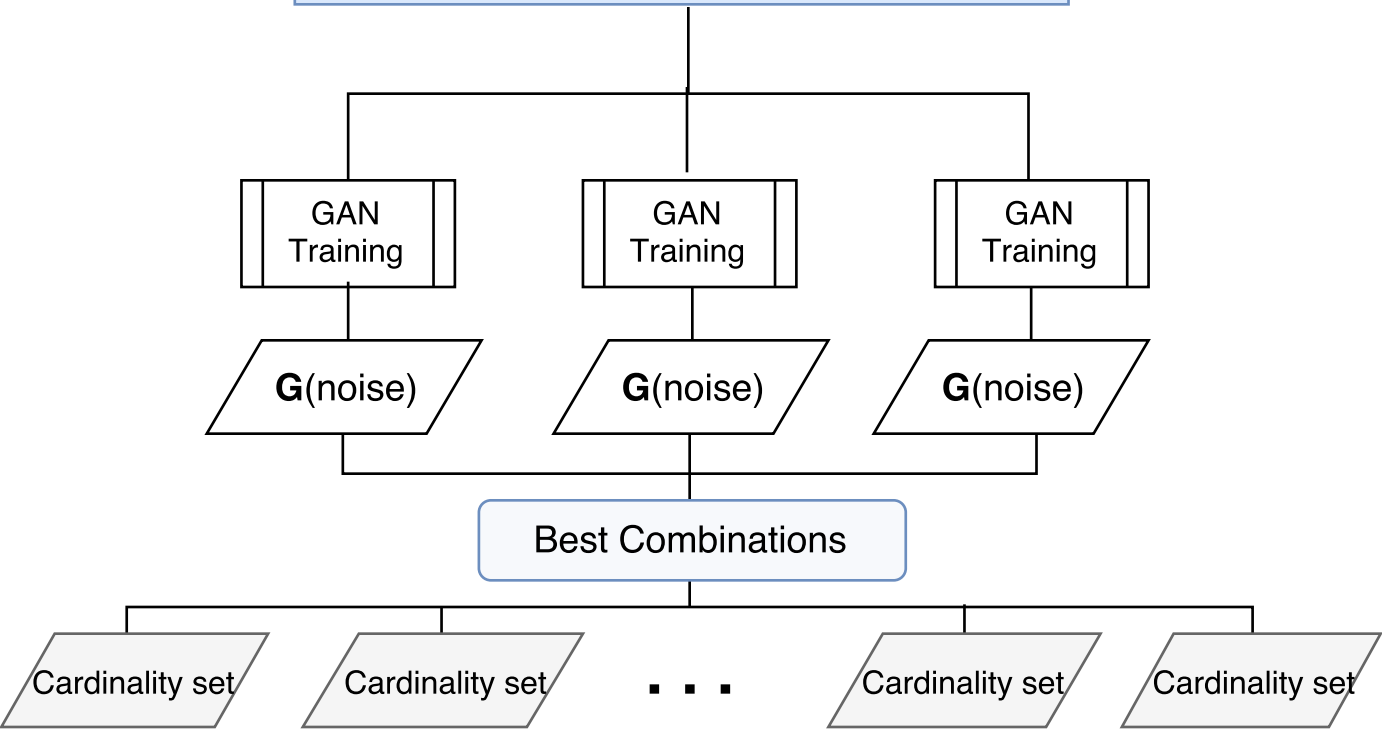 GAN GAN GAN
Training Training Training
G(noise) G(noise) G(noise)
Best Combinations
Cardinality set Cardinality set . . . Cardinality set Cardinality set